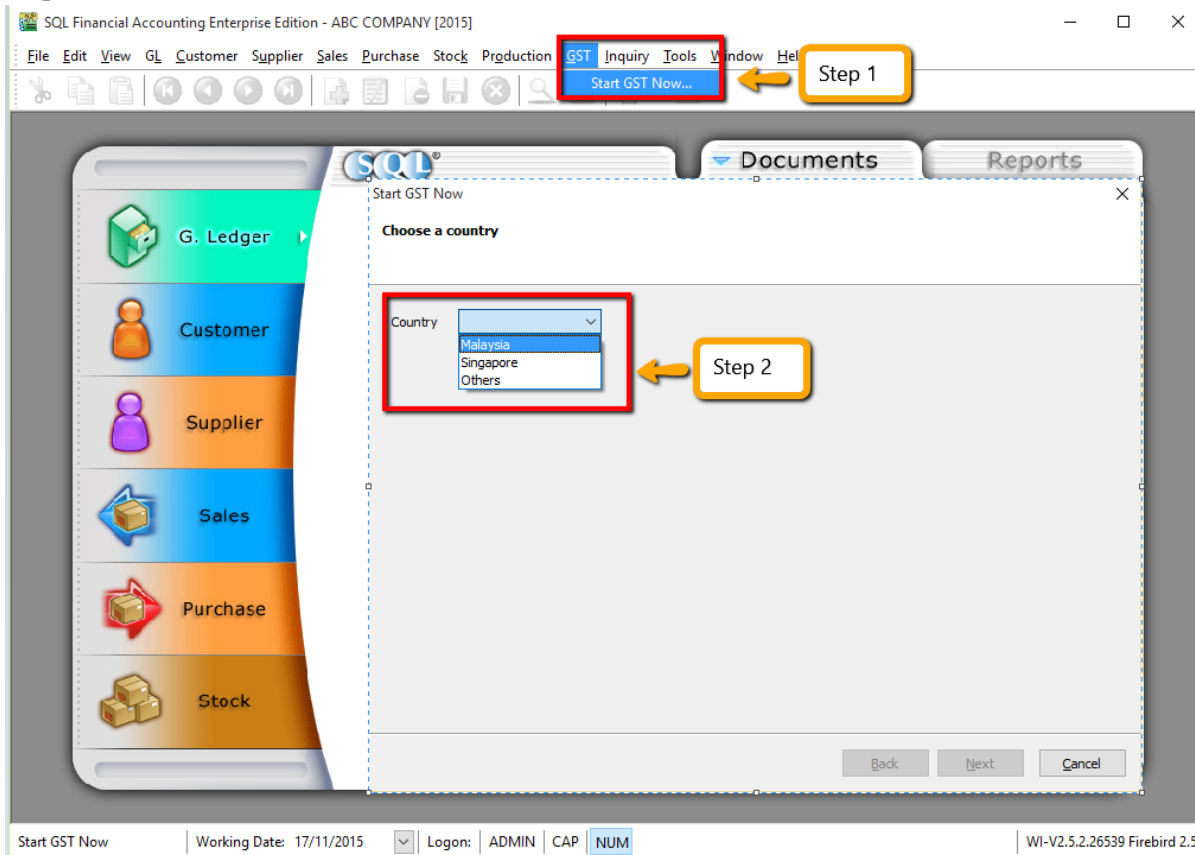 SQL Financial Accounting Enterprise Edition - ABC COMPANY [2015]
File Edit View GL Customer Supplier Sales Purchase Stock Production GST Inquiry Tools Window Hel
Start GST Now...
Step 1
SQL®
Documents
Reports
Start GST Now
Choose a country
G. Ledger
Customer
Supplier
Sales
Purchase
Stock
Country
Malaysia
Singapore
Others
Step 2
Back
Next
Cancel
Start GST Now
Working Date: 17/11/2015
Logon:
ADMIN
CAP
NUM
WI-V2.5.2.26539 Firebird 2.5